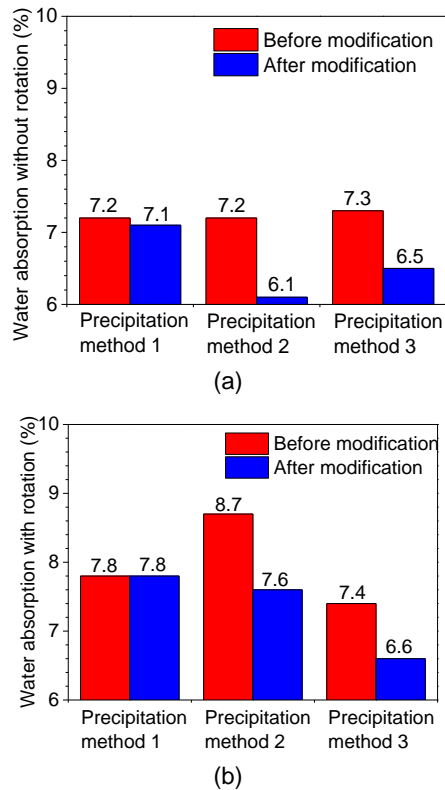 Water absorption without rotation (%)
10
9
8
7
6
Before modification
After modification
7.2
7.1
7.2
6.1
7.3
6.5
Precipitation
method 1
Precipitation
method 2
Precipitation
method 3
(a)
Water absorption with rotation (%)
10
9
8
7
6
Before modification
After modification
7.8
7.8
8.7
7.6
7.4
6.6
Precipitation
method 1
Precipitation
method 2
Precipitation
method 3
(b)